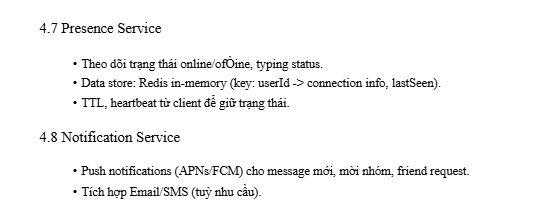 4.7 Presence Service
• Theo dõi trạng thái online/ofÒine, typing status.
• Data store: Redis in-memory (key: userId -> connection info, lastSeen).
• TTL, heartbeat từ client để giữ trạng thái.
4.8 Notification Service
• Push notifications (APNs/FCM) cho message mới, mời nhóm, friend request.
• Tích hợp Email/SMS (tuỳ nhu cầu).